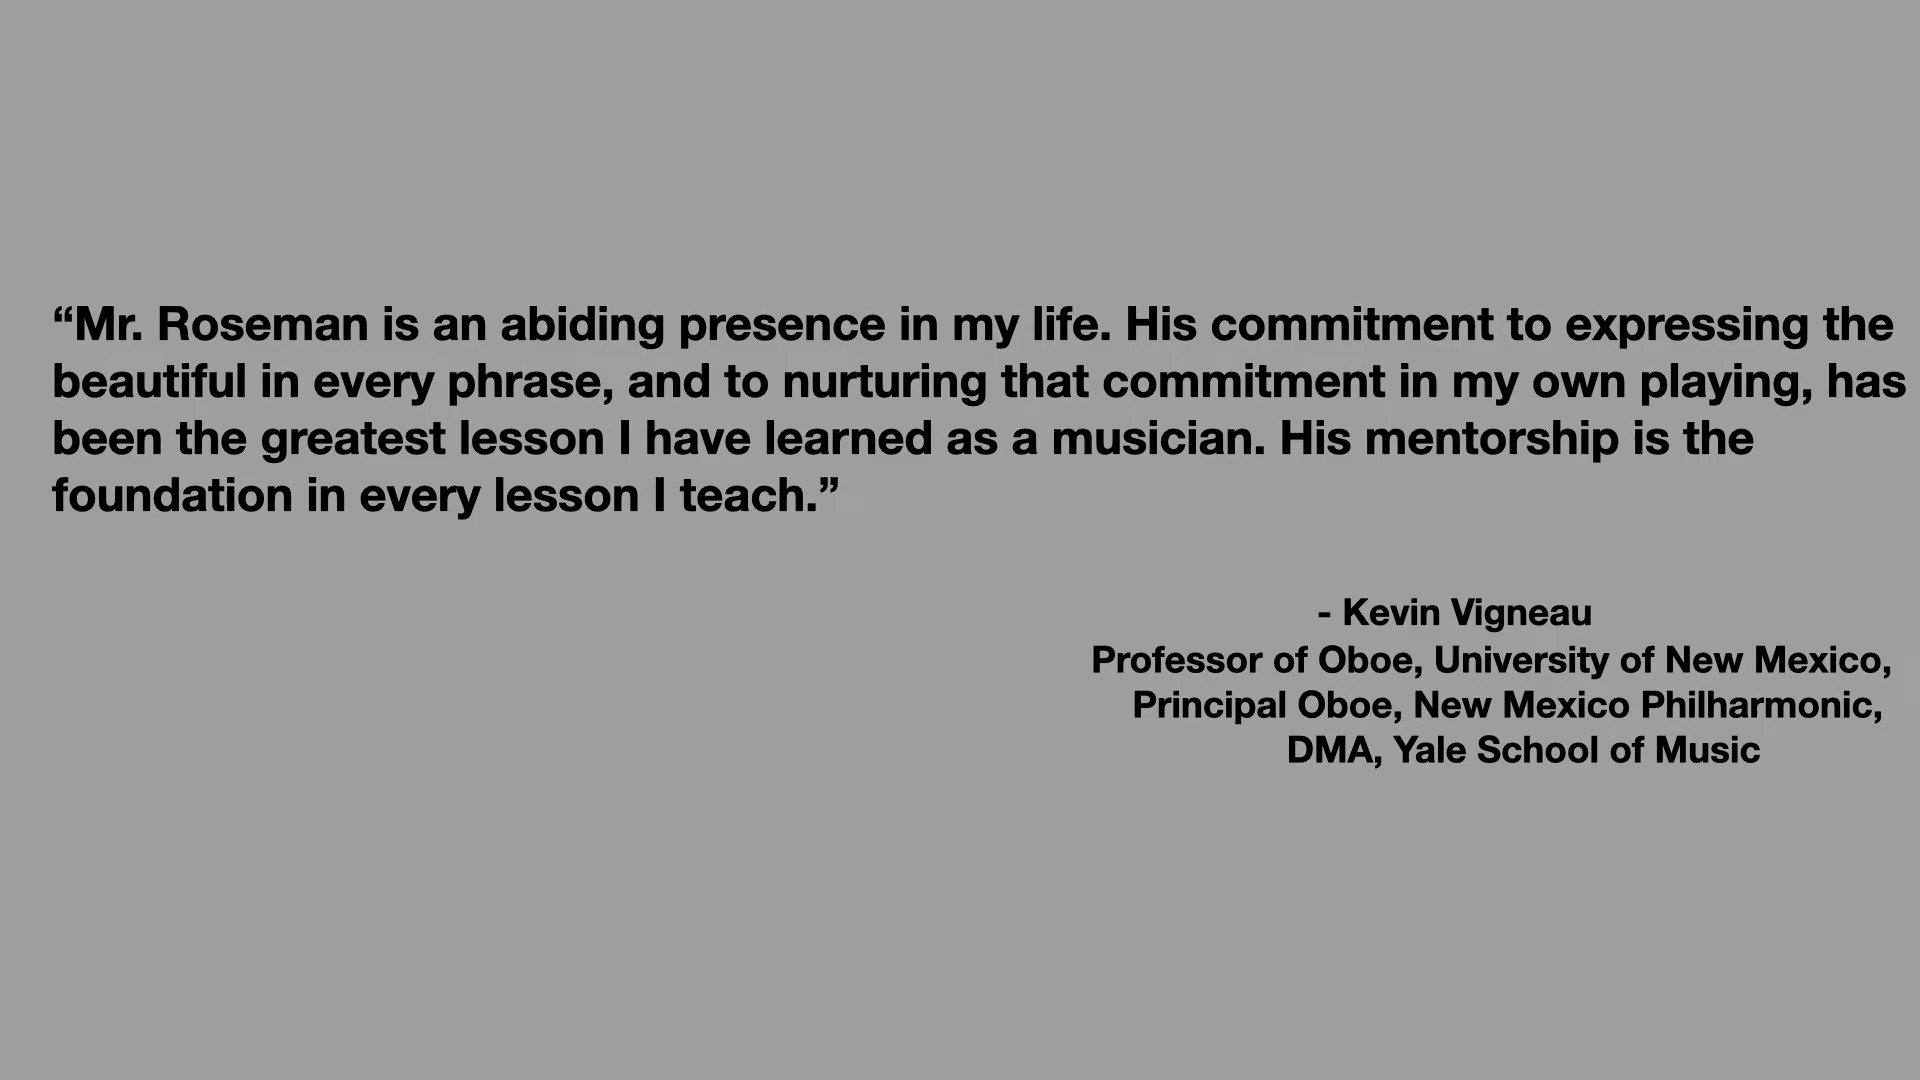 “Mr. Roseman is an abiding presence in my life. His commitment to expressing the
beautiful in every phrase, and to nurturing that commitment in my own playing, has
been the greatest lesson I have learned as a musician. His mentorship is the
foundation in every lesson I teach.”
- Kevin Vigneau
Professor of Oboe, University of New Mexico,
Principal Oboe, New Mexico Philharmonic,
DMA, Yale School of Music